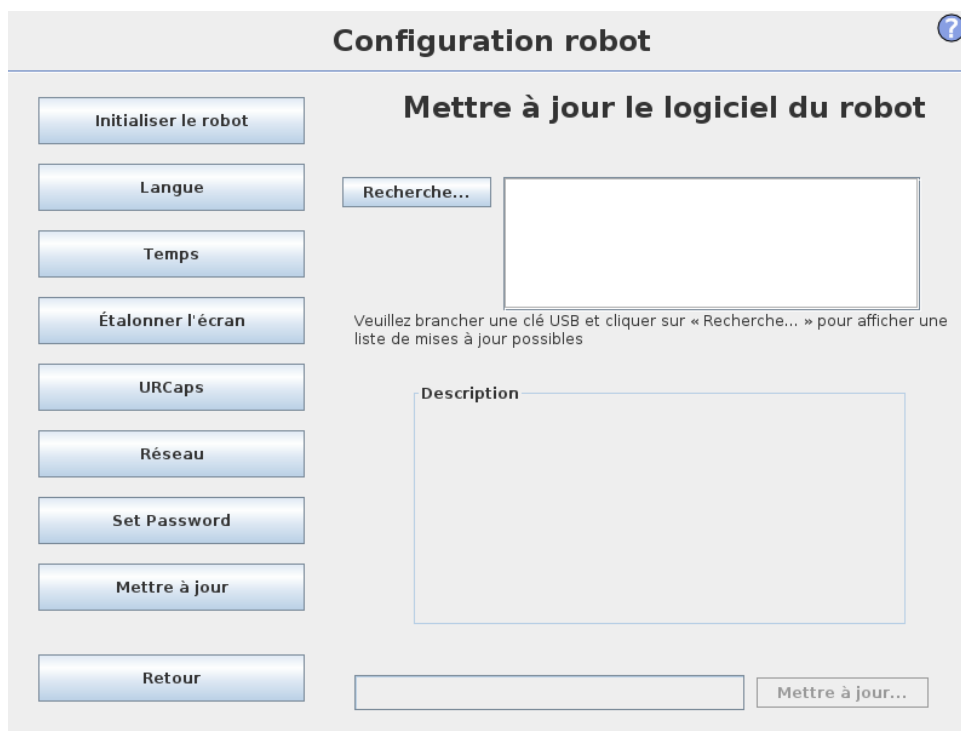 Configuration robot
?
Initialiser le robot
Langue
Temps
Étalonner l'écran
URCaps
Réseau
Set Password
Mettre à jour
Retour
Mettre à jour le logiciel du robot
Recherche...
Veuillez brancher une clé USB et cliquer sur « Recherche... » pour afficher une
liste de mises à jour possibles
Description
Mettre à jour...